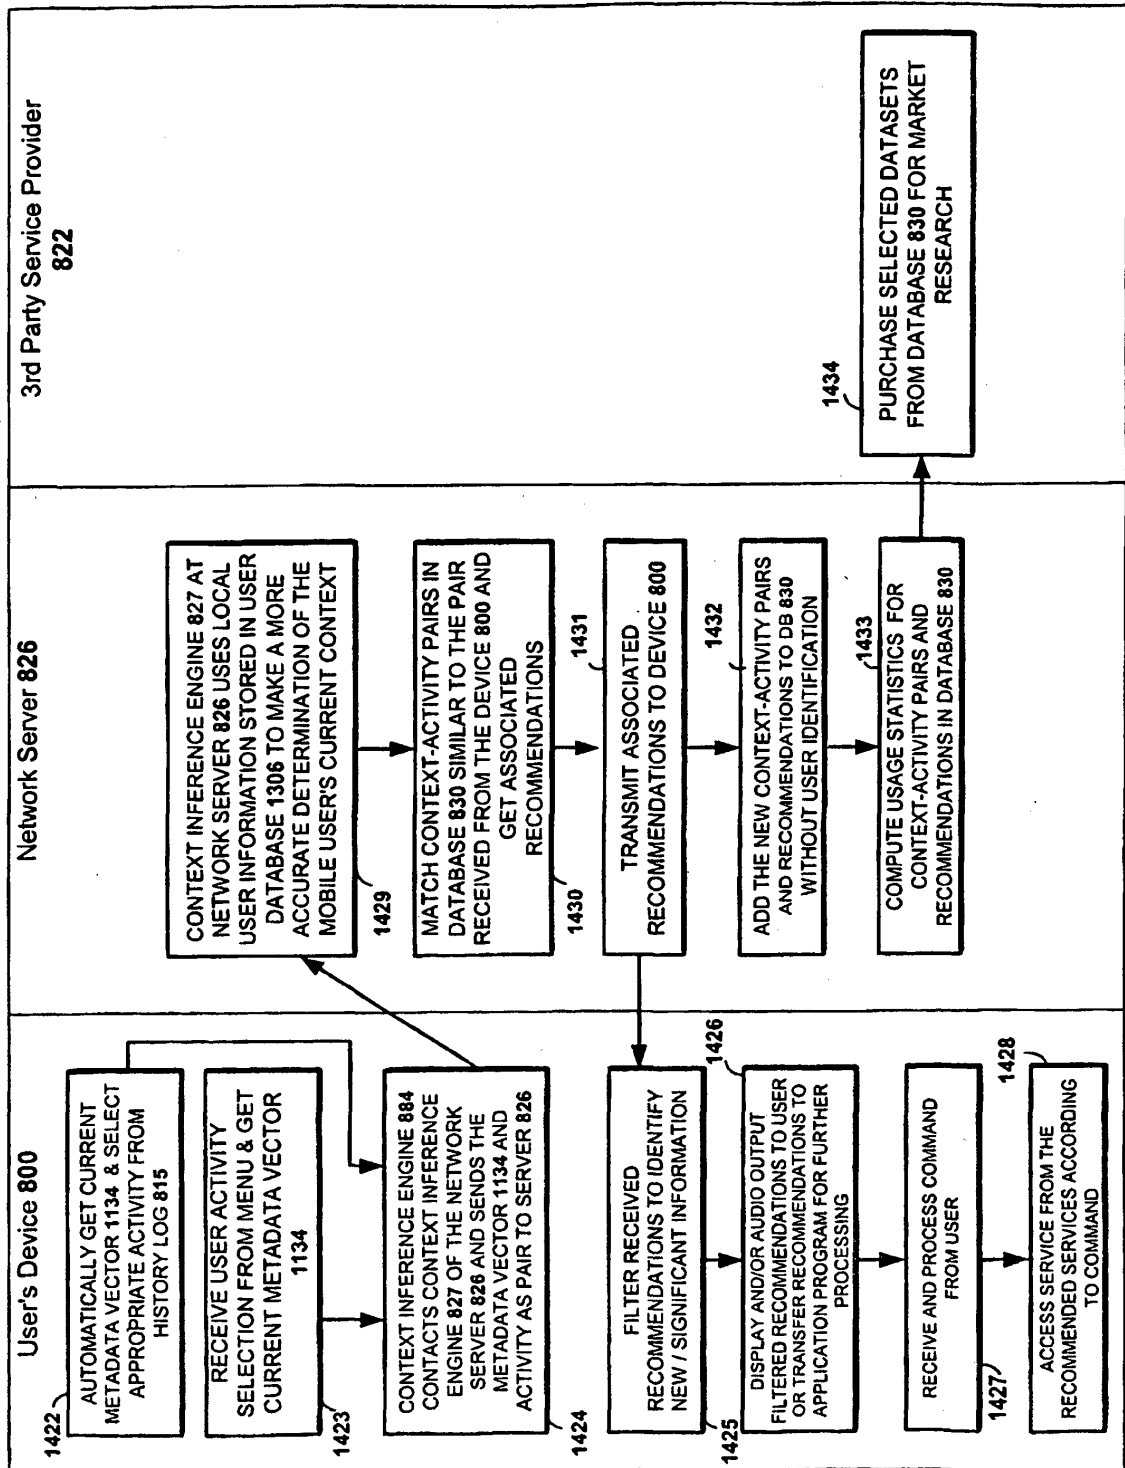 User's Device 800
1422
AUTOMATICALLY GET CURRENT
METADATA VECTOR 1134 & SELECT
APPROPRIATE ACTIVITY FROM
HISTORY LOG 815
RECEIVE USER ACTIVITY
SELECTION FROM MENU & GET
CURRENT METADATA VECTOR
1134
1423
CONTEXT INFERENCE ENGINE 884
CONTACTS CONTEXT INFERENCE
ENGINE 827 OF THE NETWORK
SERVER 826 AND SENDS THE
METADATA VECTOR 1134 AND
ACTIVITY AS PAIR TO SERVER 826
1424
FILTER RECEIVED
RECOMMENDATIONS TO IDENTIFY
NEW / SIGNIFICANT INFORMATION
1425
1426
DISPLAY AND/OR AUDIO OUTPUT
FILTERED RECOMMENDATIONS TO USER
OR TRANSFER RECOMMENDATIONS TO
APPLICATION PROGRAM FOR FURTHER
PROCESSING
RECEIVE AND PROCESS COMMAND
FROM USER
1427
1428
ACCESS SERVICE FROM THE
RECOMMENDED SERVICES ACCORDING
TO COMMAND
Network Server 826
CONTEXT INFERENCE ENGINE 827 AT
NETWORK SERVER 826 USES LOCAL
USER INFORMATION STORED IN USER
DATABASE 1306 TO MAKE A MORE
ACCURATE DETERMINATION OF THE
MOBILE USER'S CURRENT CONTEXT
1429
MATCH CONTEXT-ACTIVITY PAIRS IN
DATABASE 830 SIMILAR TO THE PAIR
RECEIVED FROM THE DEVICE 800 AND
GET ASSOCIATED
RECOMMENDATIONS
1430
1431
TRANSMIT ASSOCIATED
RECOMMENDATIONS TO DEVICE 800
1432
ADD THE NEW CONTEXT-ACTIVITY PAIRS
AND RECOMMENDATIONS TO DB 830
WITHOUT USER IDENTIFICATION
1433
COMPUTE USAGE STATISTICS FOR
CONTEXT-ACTIVITY PAIRS AND
RECOMMENDATIONS IN DATABASE 830
3rd Party Service Provider
822
1434
PURCHASE SELECTED DATASETS
FROM DATABASE 830 FOR MARKET
RESEARCH